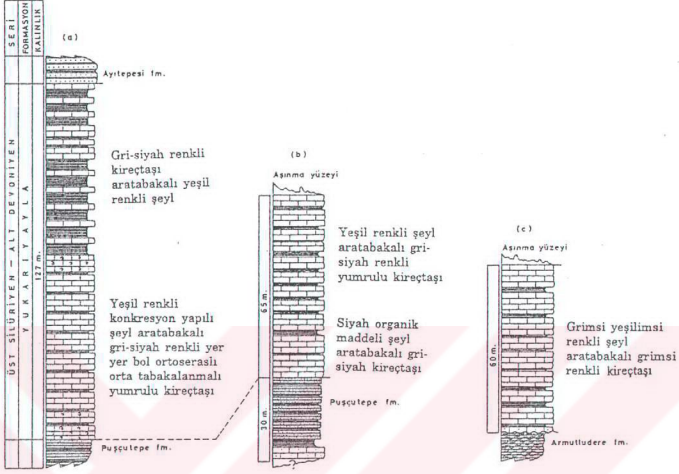 SERİ
FORMASYON
KALINLIK
ÜST SİLÜRİYEN – ALT DEVONİYEN
YUKARIYAYLA
127 m.
(a)
Ayıtepesi fm.
Gri-siyah renkli
kireçtaşı
aratabakalı yeşil
renkli şeyl
Yeşil renkli
konkresyon yapılı
şeyl aratabakalı
gri-siyah renkli yer
yer bol ortoseraslı
orta tabakalanmalı
yumrulu kireçtaşı
Puşçutepe fm.
(b)
Aşınma yüzeyi
65 m.
30 m.
Yeşil renkli şeyl
aratabakalı gri-
siyah renkli
yumrulu kireçtaşı
Siyah organik
maddeli şeyl
aratabakalı gri-
siyah kireçtaşı
Puşçutepe fm.
(c)
Aşınma yüzeyi
60 m.
Grimsi yeşilimsi
renkli şeyl
aratabakalı grimsi
renkli kireçtaşı
Armutludere fm.